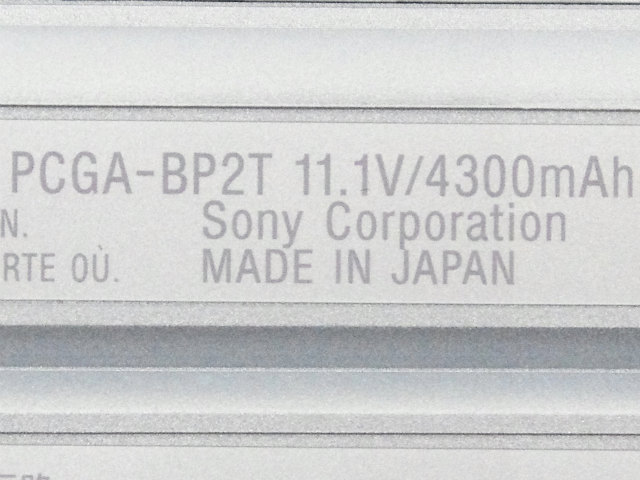 PCGA-BP2T 11.1V/4300mAh
N. Sony Corporation
RTE OÙ. MADE IN JAPAN